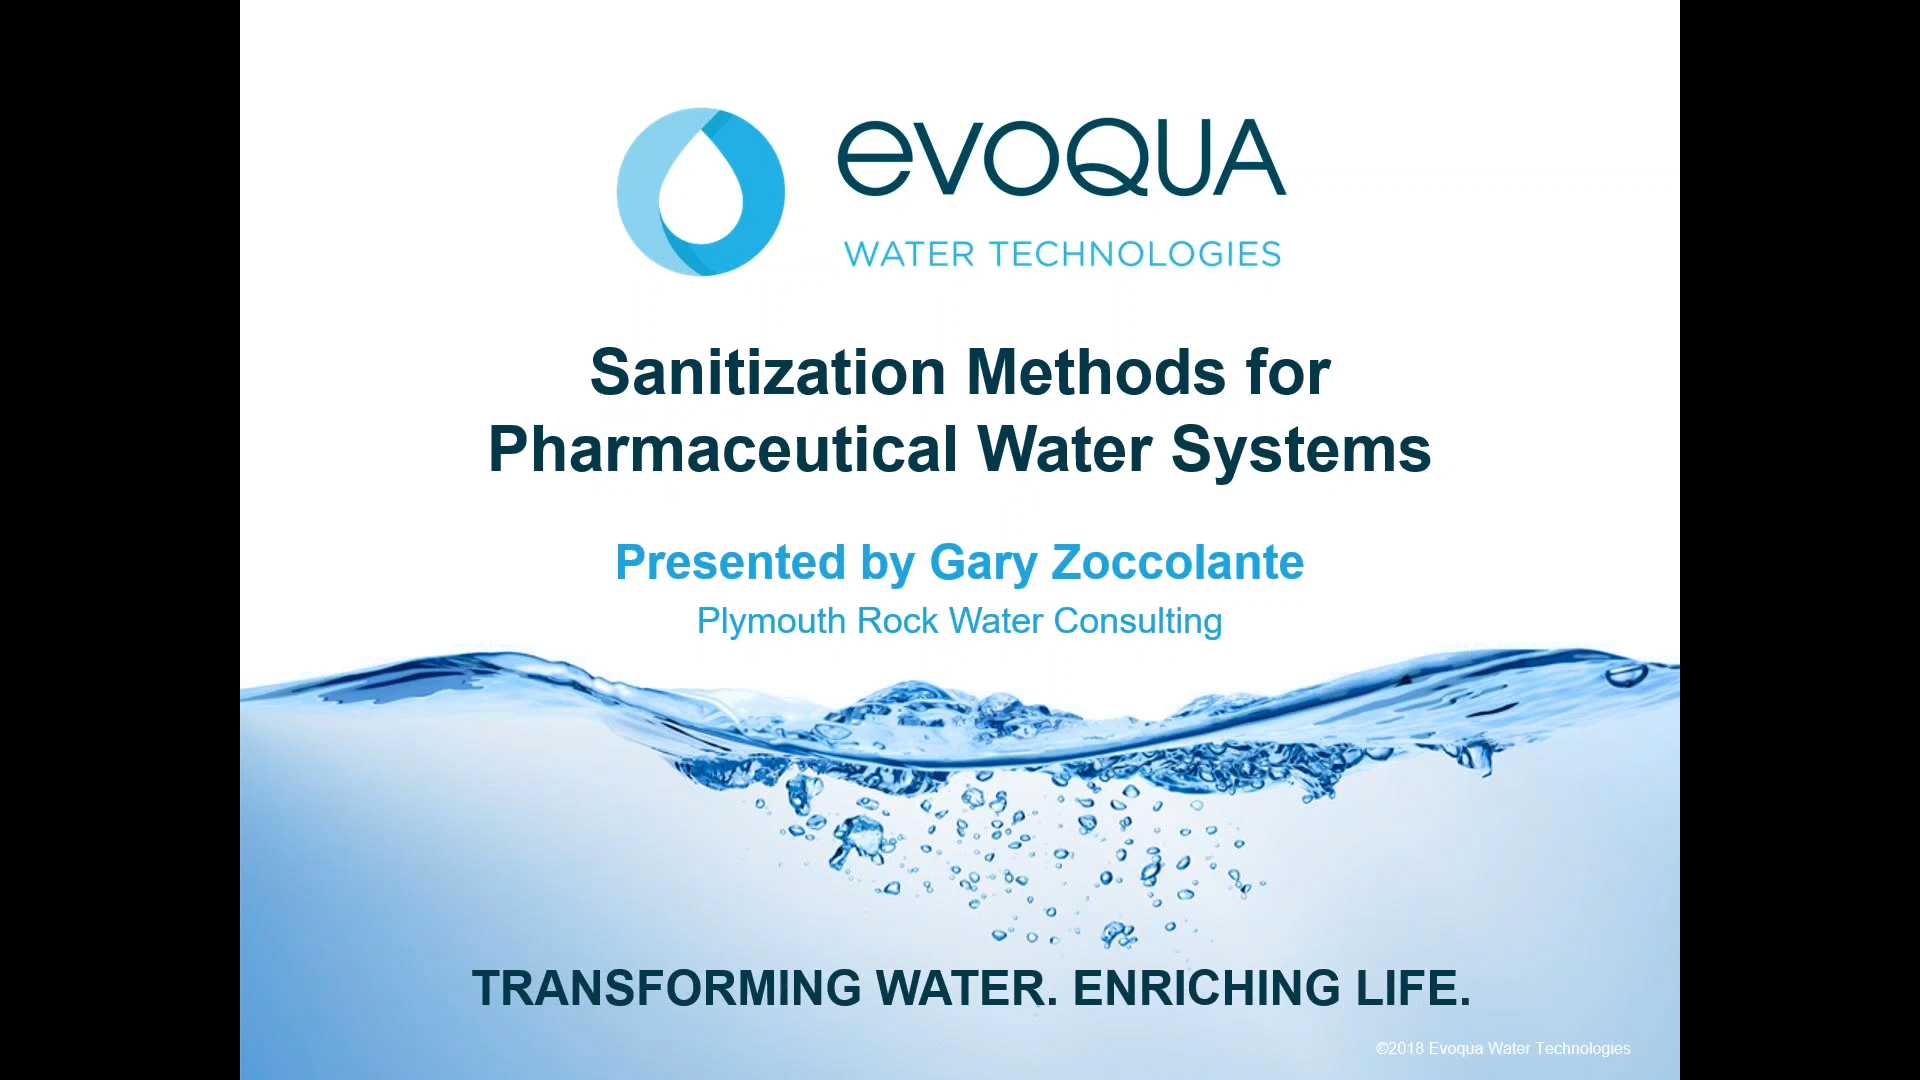 evoQUA
WATER TECHNOLOGIES
Sanitization Methods for
Pharmaceutical Water Systems
Presented by Gary Zoccolante
Plymouth Rock Water Consulting
TRANSFORMING WATER. ENRICHING LIFE.
©2018 Evoqua Water Technologies